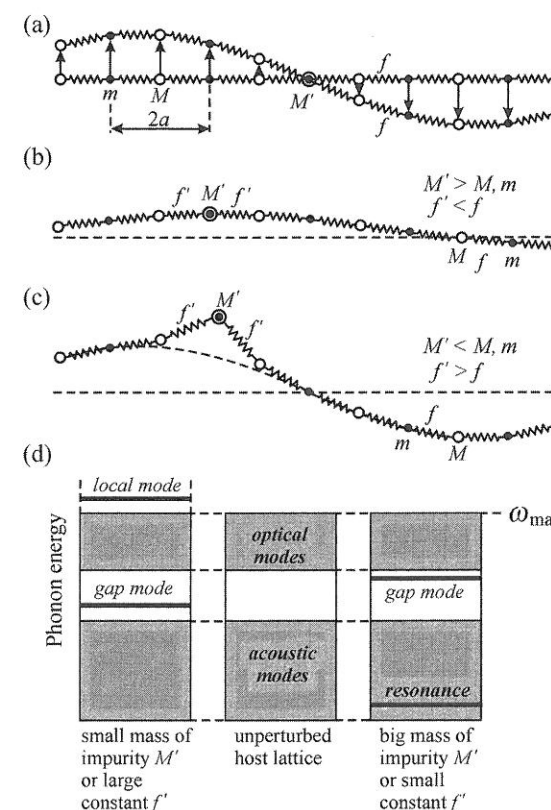 (a)
f
m
M
M'
f
2a
(b)
f' M' f'
M' > M, m
f' < f
M f m
(c)
M'
f'
f'
M' < M, m
f' > f
f
m
M
(d)
Phonon energy
local mode
gap mode
optical
modes
acoustic
modes
gap mode
resonance
small mass of
impurity M'
or large
constant f'
unperturbed
host lattice
big mass of
impurity M'
or small
constant f'